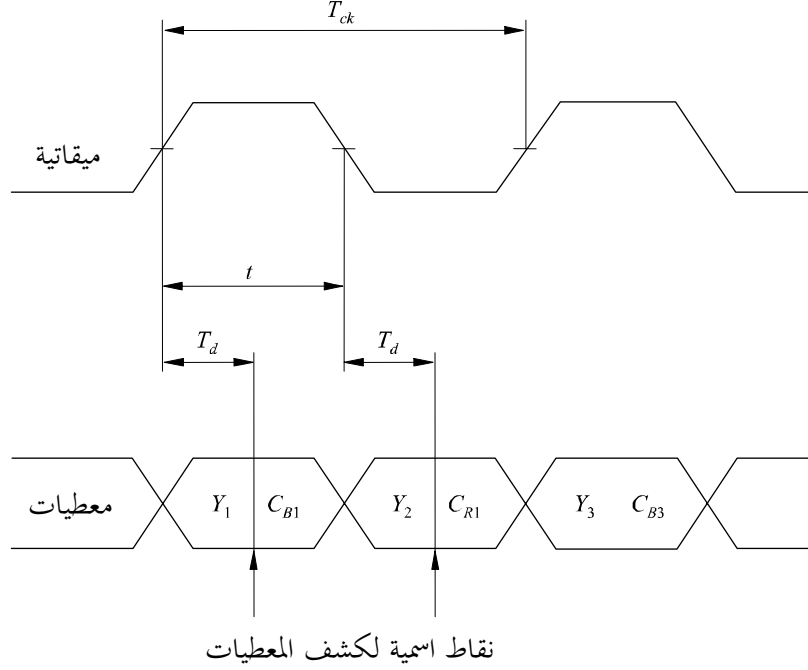 T_ck
ميقاتية
t
T_d T_d
معطيات Y_1 C_B1 Y_2 C_R1 Y_3 C_B3
نقاط اسمية لكشف المعطيات